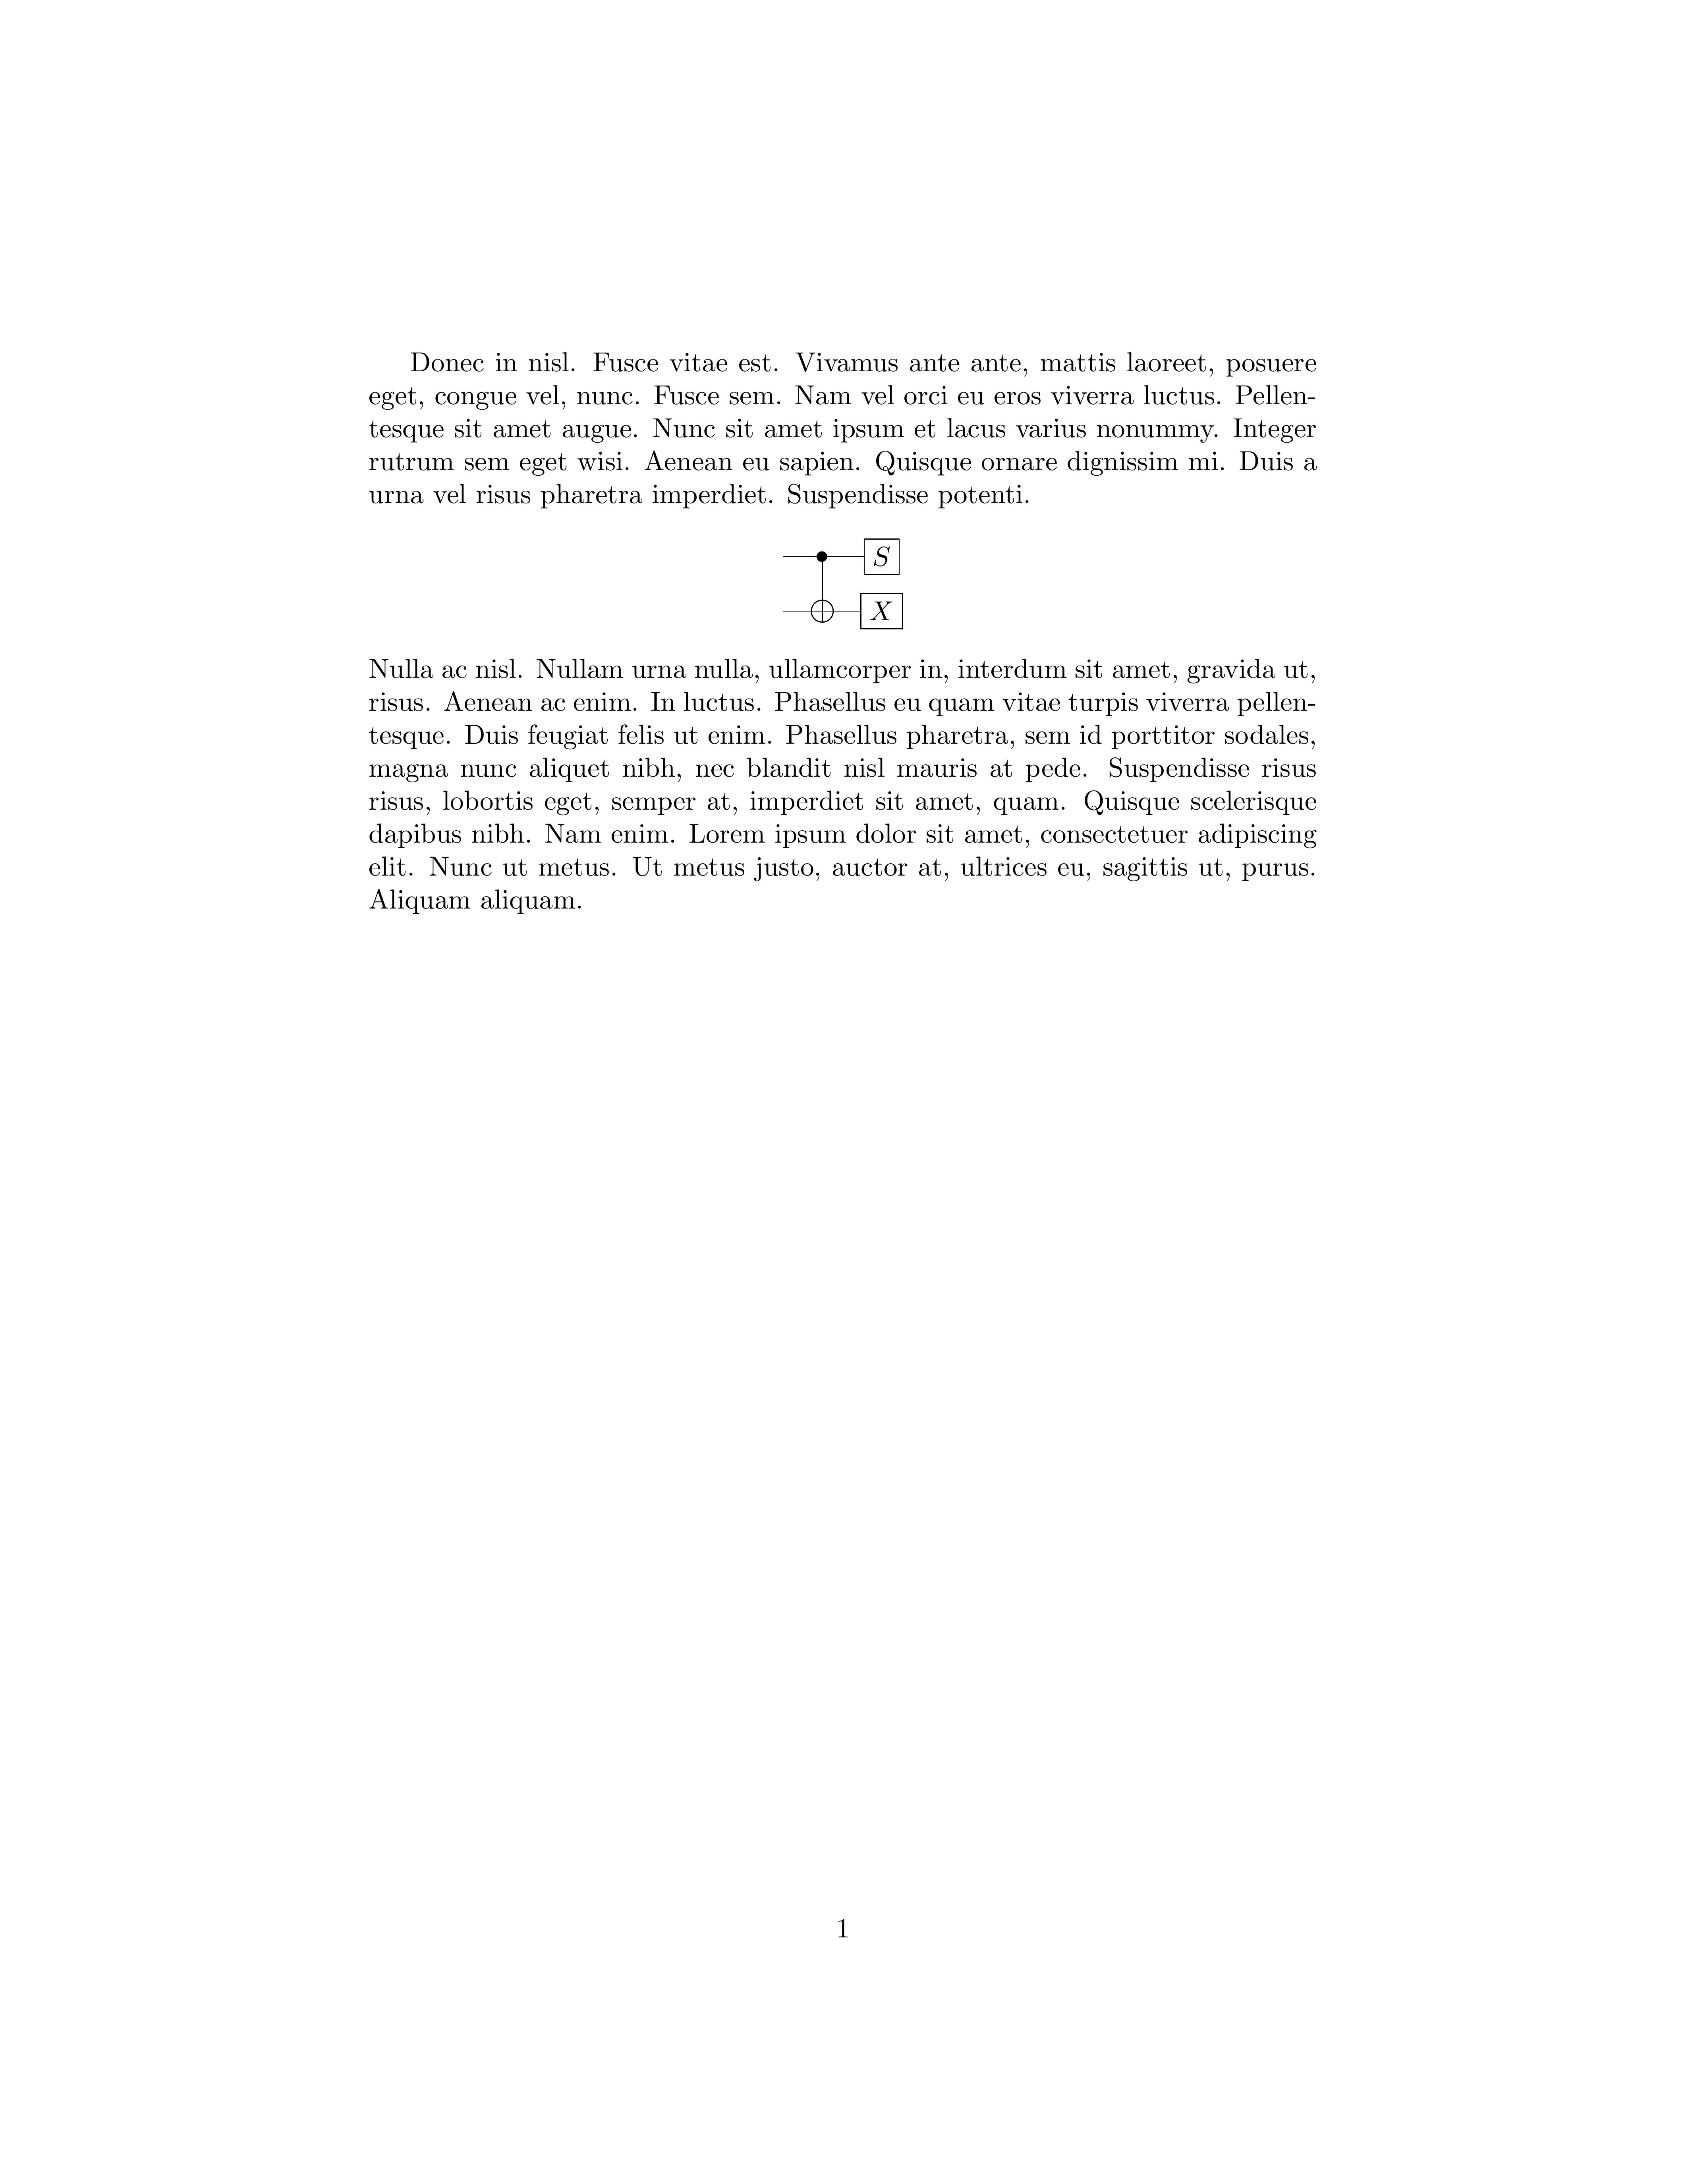 Donec in nisl. Fusce vitae est. Vivamus ante ante, mattis laoreet, posuere
eget, congue vel, nunc. Fusce sem. Nam vel orci eu eros viverra luctus. Pellen-
tesque sit amet augue. Nunc sit amet ipsum et lacus varius nonummy. Integer
rutrum sem eget wisi. Aenean eu sapien. Quisque ornare dignissim mi. Duis a
urna vel risus pharetra imperdiet. Suspendisse potenti.
S
X
Nulla ac nisl. Nullam urna nulla, ullamcorper in, interdum sit amet, gravida ut,
risus. Aenean ac enim. In luctus. Phasellus eu quam vitae turpis viverra pellen-
tesque. Duis feugiat felis ut enim. Phasellus pharetra, sem id porttitor sodales,
magna nunc aliquet nibh, nec blandit nisl mauris at pede. Suspendisse risus
risus, lobortis eget, semper at, imperdiet sit amet, quam. Quisque scelerisque
dapibus nibh. Nam enim. Lorem ipsum dolor sit amet, consectetuer adipiscing
elit. Nunc ut metus. Ut metus justo, auctor at, ultrices eu, sagittis ut, purus.
Aliquam aliquam.
1